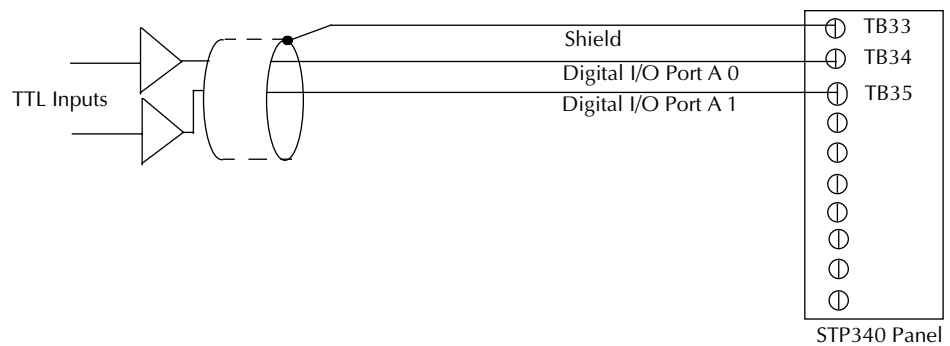 TB33
Shield
TB34
Digital I/O Port A 0
TTL Inputs
TB35
Digital I/O Port A 1
STP340 Panel